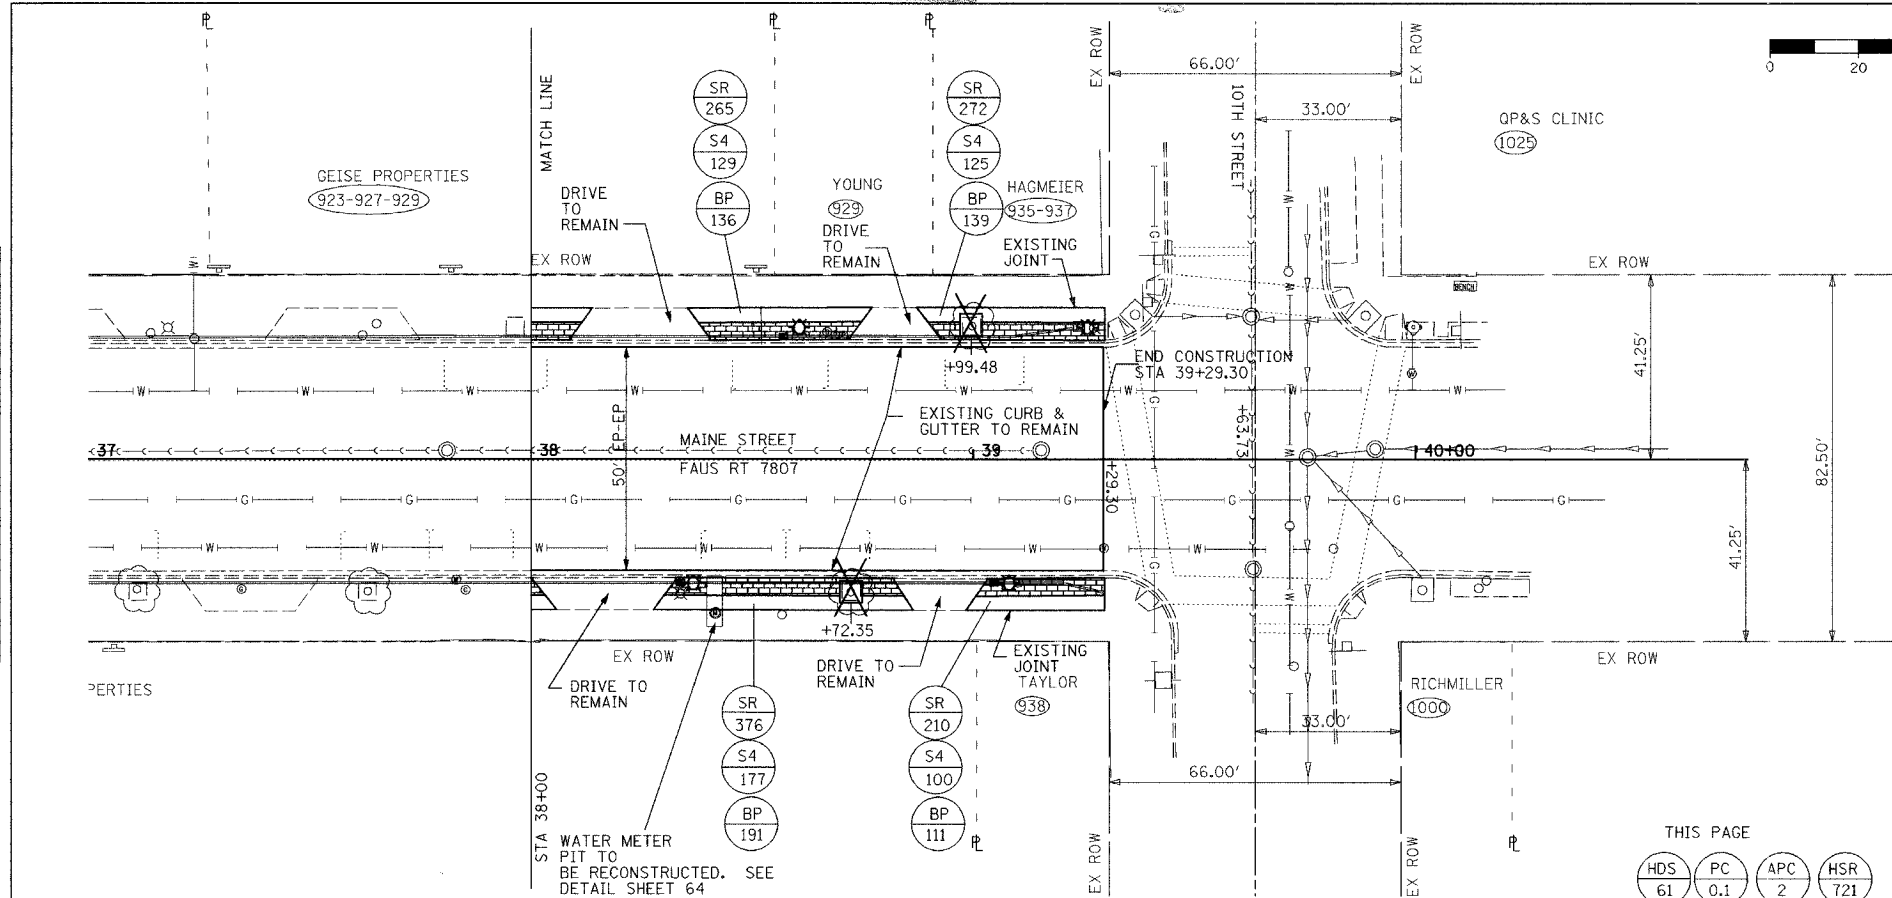 ℄
℄
℄
EX ROW
EX ROW
66.00'
0 20
MATCH LINE
SR
265
SR
272
10TH STREET
33.00'
QP&S CLINIC
1025
S4
129
S4
125
GEISE PROPERTIES
923-927-929
DRIVE
TO
REMAIN
BP
136
YOUNG
929
DRIVE
TO
REMAIN
BP
139
HAGMEIER
935-937
EXISTING
JOINT
EX ROW
EX ROW
BENCH
W
G
W
+99.48
END CONSTRUCTION
STA 39+29.30
41.25'
W W W W W W W
G
W
EXISTING CURB &
GUTTER TO REMAIN
+63.73
50' EP-EP
37 38 39 40+00
MAINE STREET
FAUS RT 7807
+29.30
82.50'
G G G G G G G
W W W W W W
41.25'
G
W
+72.35
EX ROW
EX ROW
DRIVE TO
REMAIN
DRIVE TO
REMAIN
EXISTING
JOINT
TAYLOR
938
PERTIES
RICHMILLER
1000
SR
376
SR
210
33.00'
S4
177
S4
100
66.00'
BP
191
BP
111
STA 38+00
WATER METER
PIT TO
BE RECONSTRUCTED. SEE
DETAIL SHEET 64
℄
℄
EX ROW
EX ROW
THIS PAGE
HDS
61
PC
0.1
APC
2
HSR
721